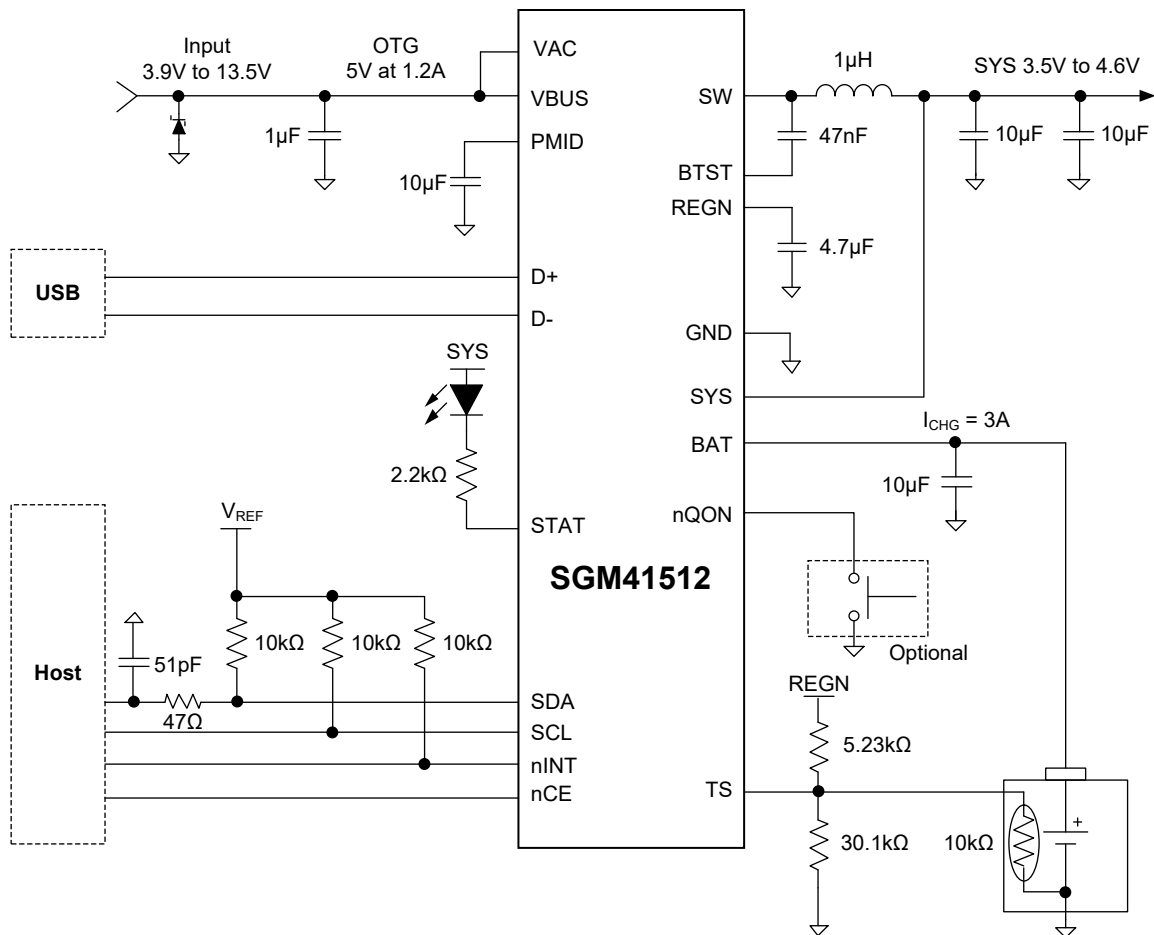 Input
3.9V to 13.5V
OTG
5V at 1.2A
VAC
VBUS
PMID
1µF
10µF
SW
1µH
SYS 3.5V to 4.6V
47nF
10µF
10µF
BTST
REGN
4.7µF
USB
D+
D-
GND
SYS
SYS
I_CHG = 3A
BAT
2.2kΩ
10µF
nQON
STAT
V_REF
SGM41512
Optional
10kΩ
10kΩ
10kΩ
51pF
Host
47Ω
SDA
SCL
nINT
nCE
REGN
5.23kΩ
TS
30.1kΩ
10kΩ
+